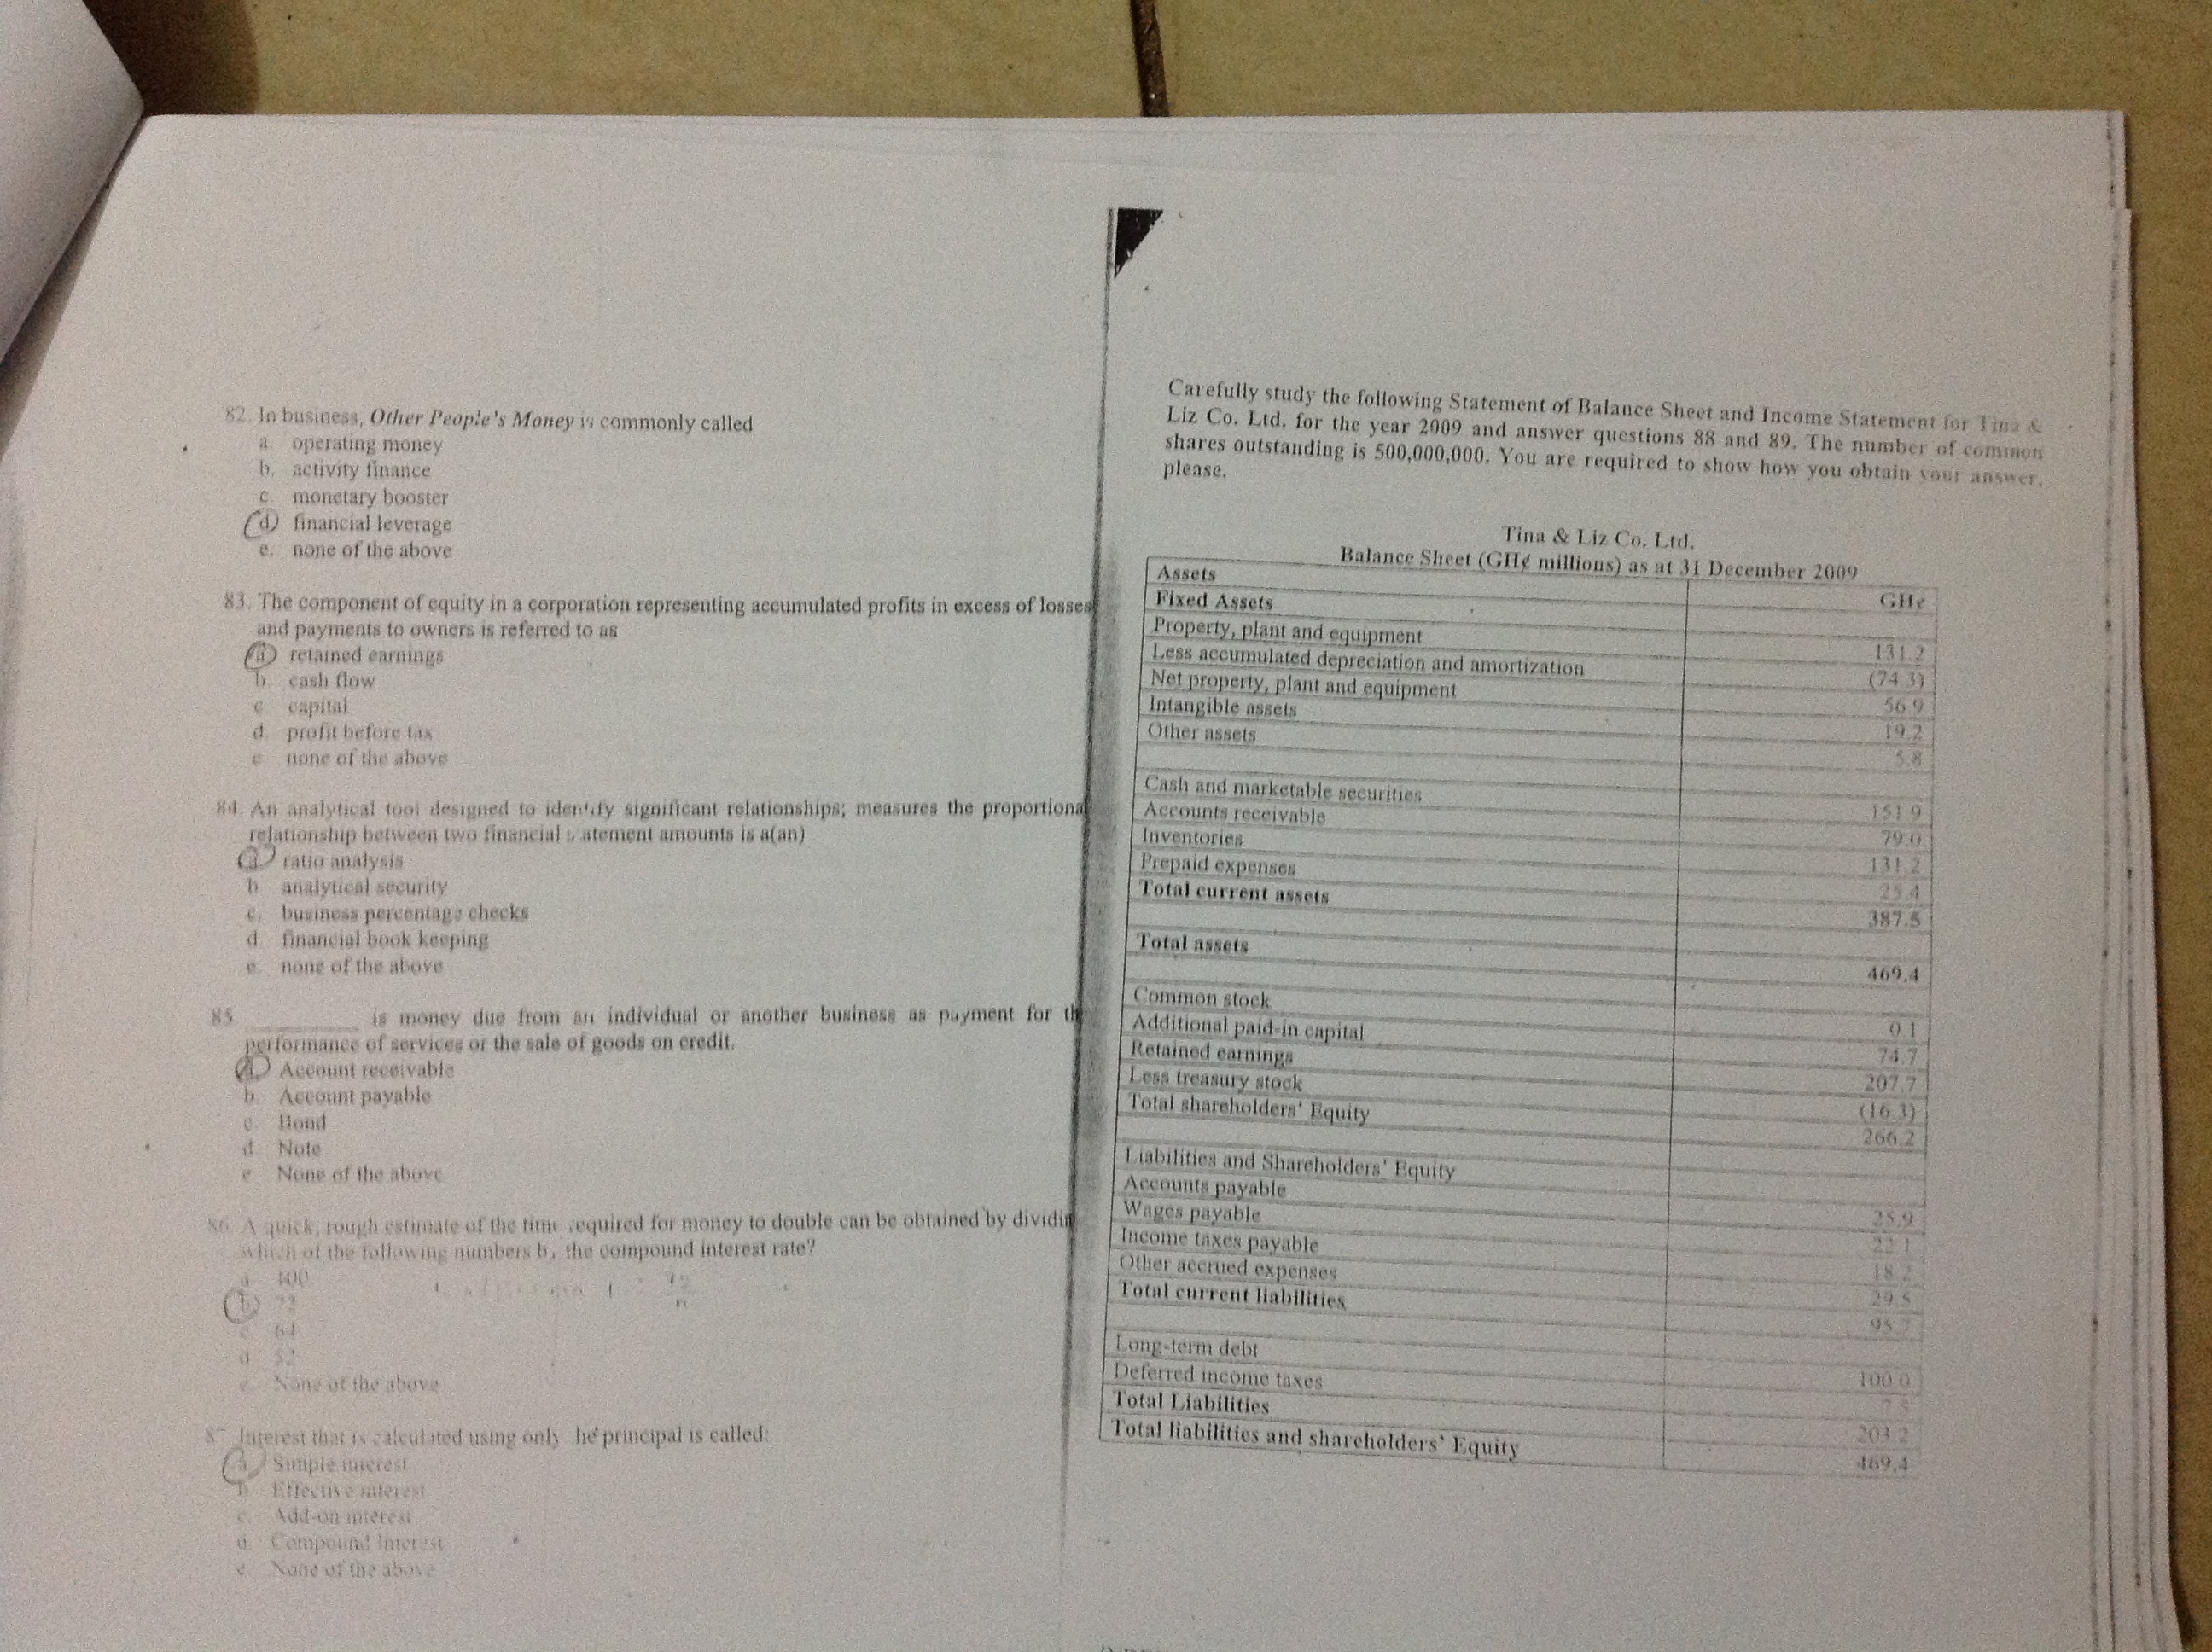 82. In business, Other People's Money is commonly called
a. operating money
b. activity finance
c. monetary booster
d) financial leverage
e. none of the above
83. The component of equity in a corporation representing accumulated profits in excess of losses
and payments to owners is referred to as
a) retained earnings
b. cash flow
c. capital
d. profit before tax
e none of the above
84. An analytical tool designed to identify significant relationships; measures the proportiona
relationship between two financial statement amounts is a(an)
a ratio analysis
b analytical security
c. business percentage checks
d. financial book keeping
e. none of the above
85 ____________ is money due from an individual or another business as payment for th
performance of services or the sale of goods on credit.
a. Account receivable
b. Account payable
c. Bond
d. Note
e None of the above
86. A quick, rough estimate of the time required for money to double can be obtained by dividin
which of the following numbers by the compound interest rate?
a 100
b 72
c 64
d 52
e. None of the above
72
n
87. Interest that is calculated using only he principal is called:
a Simple interest
b Effective interest
c. Add-on interest
d. Compound Interest
e. None of the above
Carefully study the following Statement of Balance Sheet and Income Statement for Tina &
Liz Co. Ltd. for the year 2009 and answer questions 88 and 89. The number of common
shares outstanding is 500,000,000. You are required to show how you obtain your answer,
please.
Tina & Liz Co. Ltd.
Balance Sheet (GH¢ millions) as at 31 December 2009
Assets GH¢
Fixed Assets
Property, plant and equipment 131.2
Less accumulated depreciation and amortization (74.3)
Net property, plant and equipment 56.9
Intangible assets 19.2
Other assets 5.8
Cash and marketable securities 151.9
Accounts receivable 79.0
Inventories 131.2
Prepaid expenses 25.4
Total current assets 387.5
Total assets 469.4
Common stock 0.1
Additional paid-in capital 74.7
Retained earnings 207.7
Less treasury stock (16.3)
Total shareholders' Equity 266.2
Liabilities and Shareholders' Equity
Accounts payable 25.9
Wages payable 22.1
Income taxes payable 18.2
Other accrued expenses 29.5
Total current liabilities 95.7
Long-term debt 100.0
Deferred income taxes 7.5
Total Liabilities 203.2
Total liabilities and shareholders' Equity 469.4